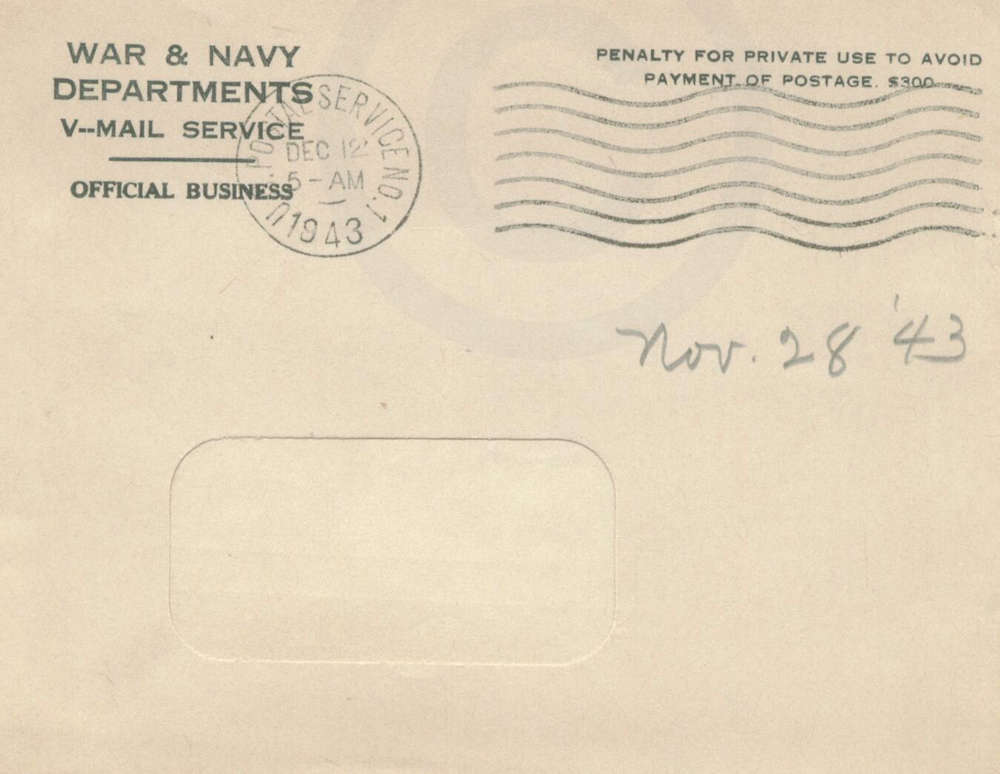 WAR & NAVY
DEPARTMENTS
V--MAIL SERVICE
OFFICIAL BUSINESS
POSTAL SERVICE NO. 1
DEC 12
5 - AM
1943
PENALTY FOR PRIVATE USE TO AVOID
PAYMENT OF POSTAGE. $300
Nov. 28 '43